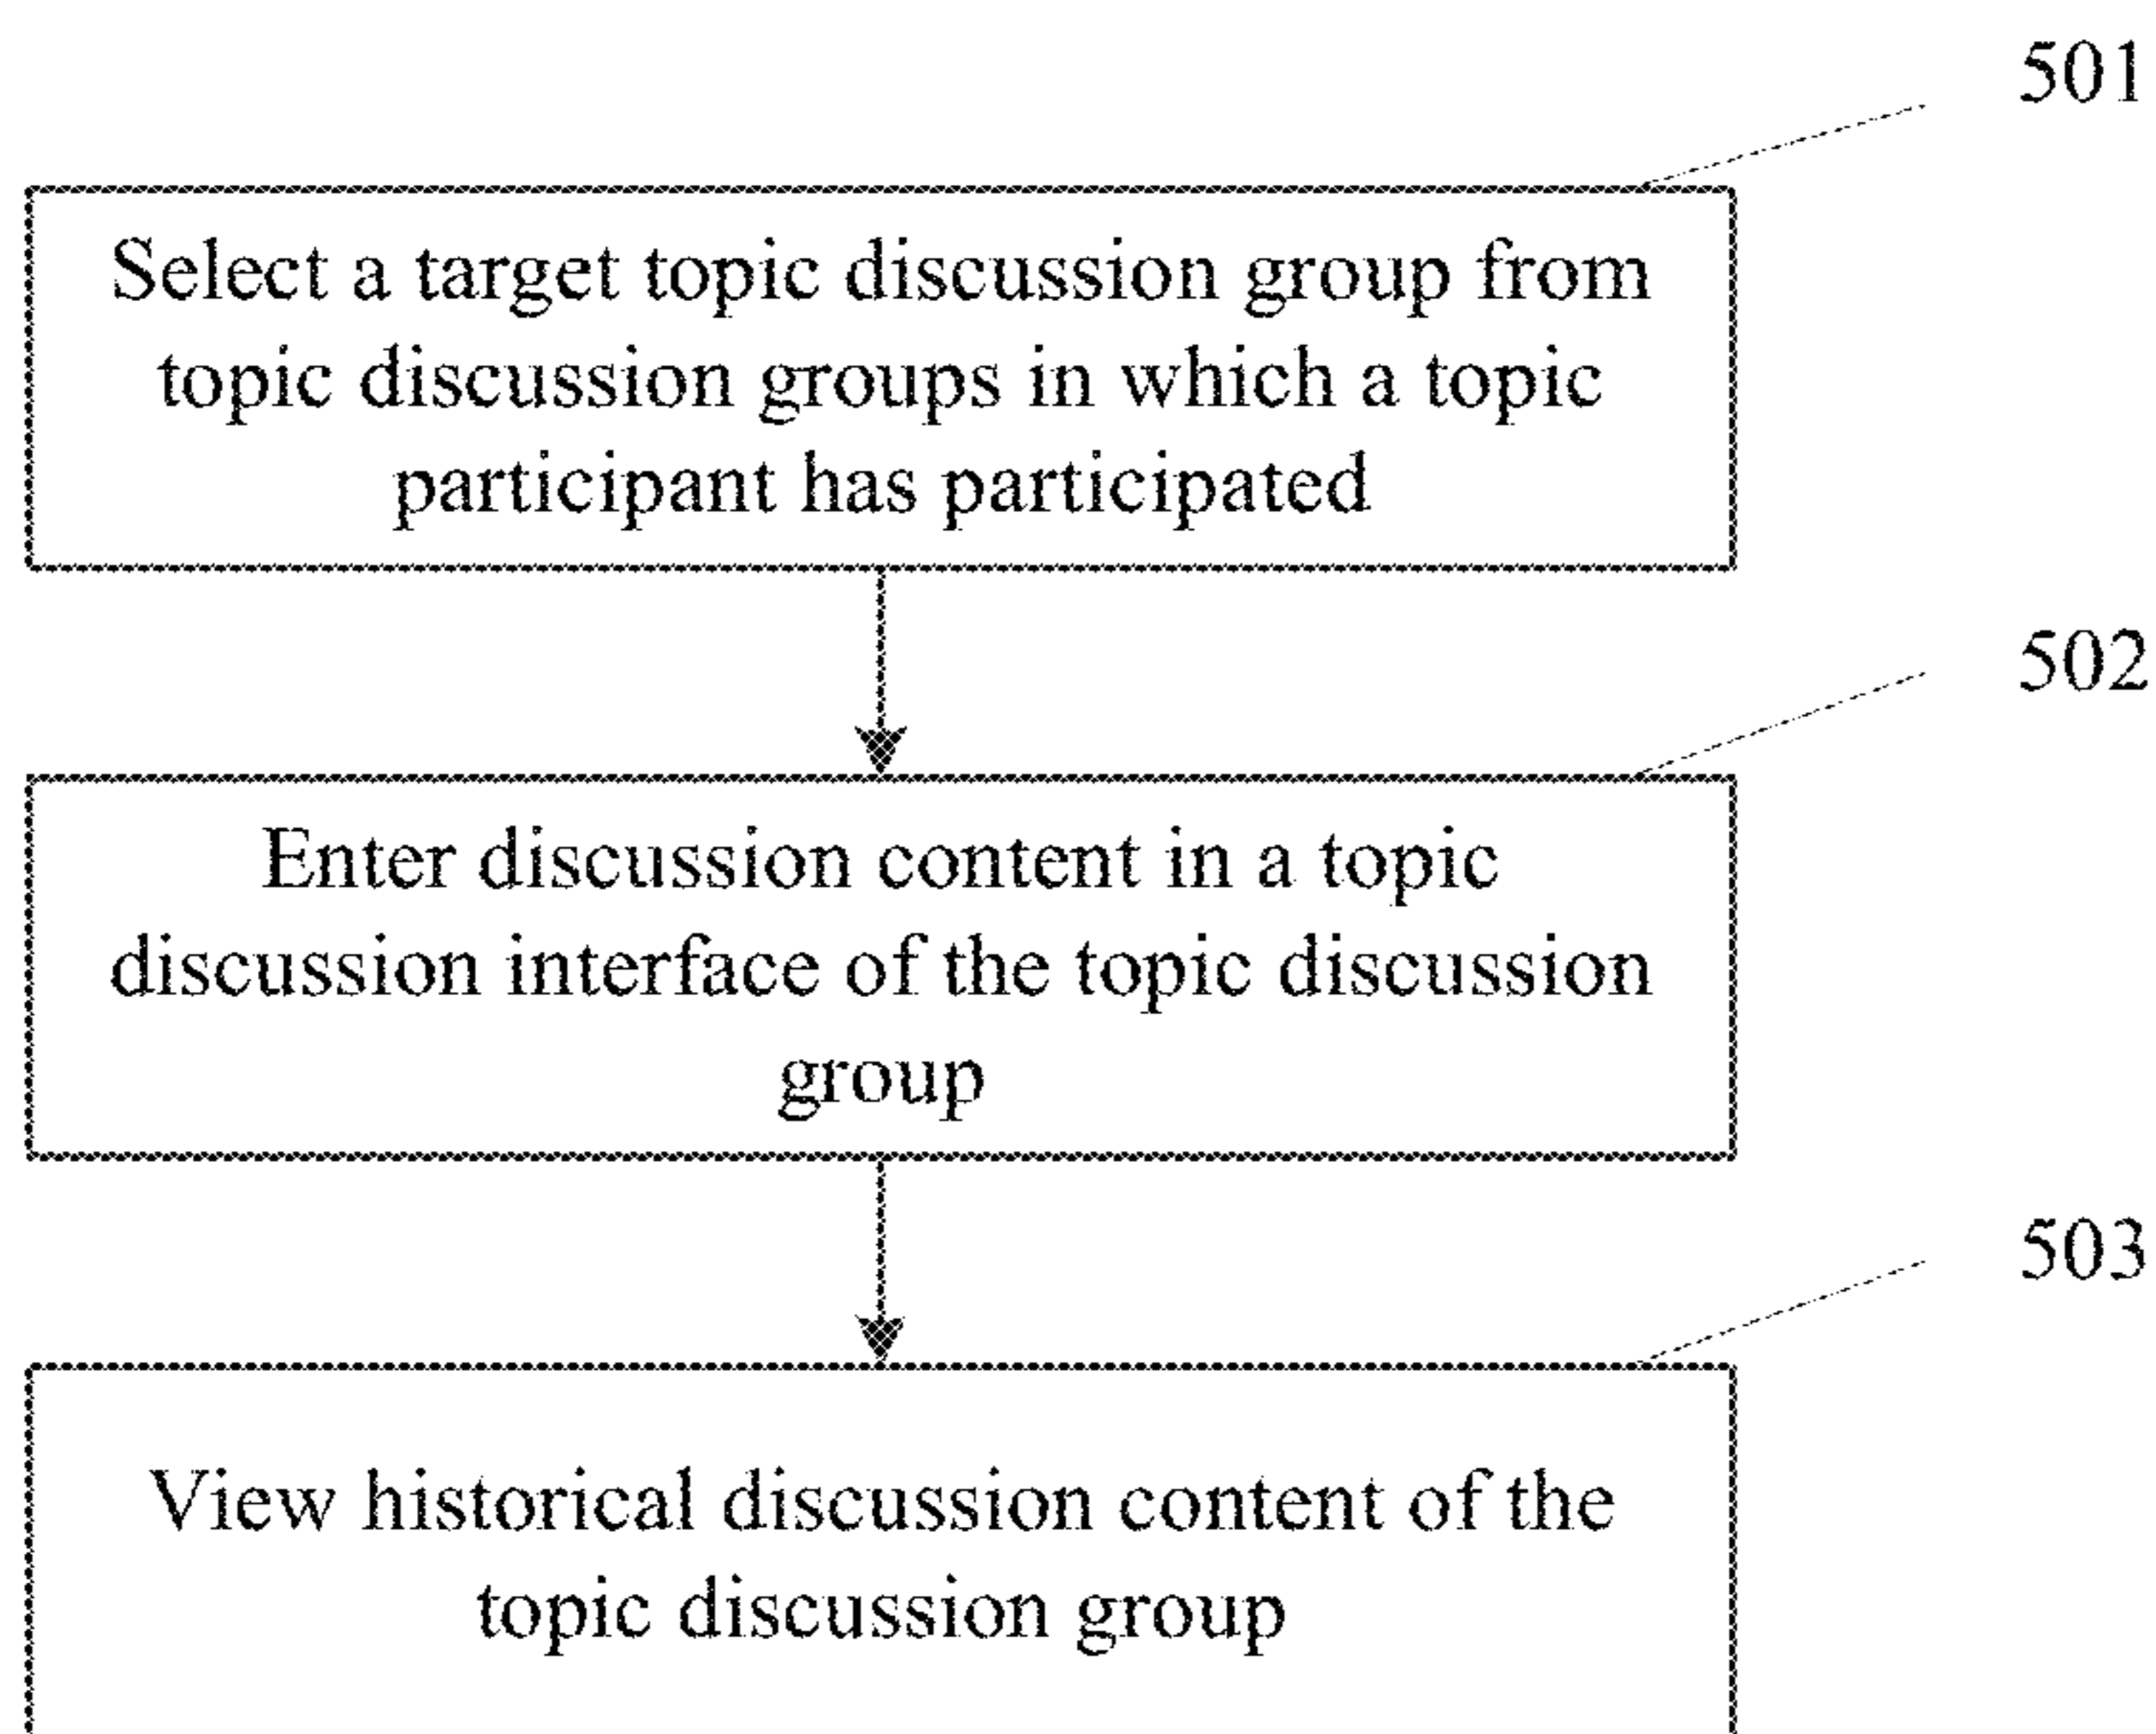 501
Select a target topic discussion group from
topic discussion groups in which a topic
participant has participated
502
Enter discussion content in a topic
discussion interface of the topic discussion
group
503
View historical discussion content of the
topic discussion group